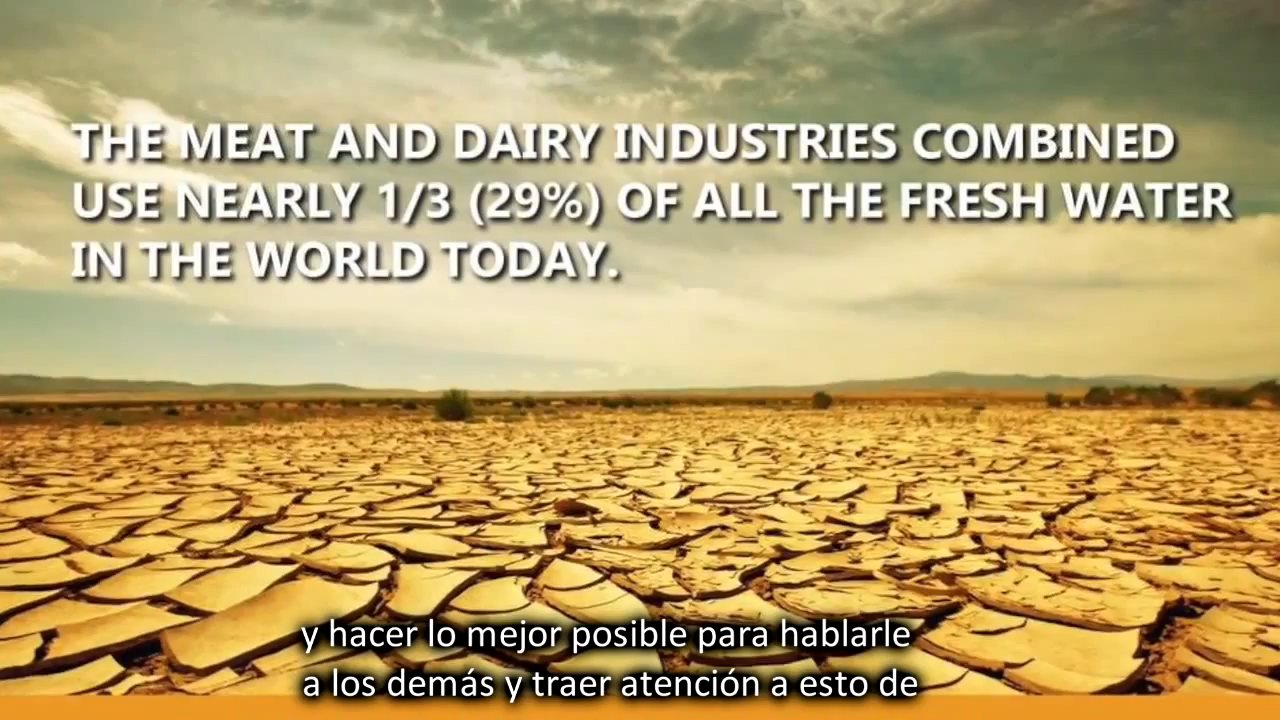 THE MEAT AND DAIRY INDUSTRIES COMBINED
USE NEARLY 1/3 (29%) OF ALL THE FRESH WATER
IN THE WORLD TODAY.
y hacer lo mejor posible para hablarle
a los demás y traer atención a esto de